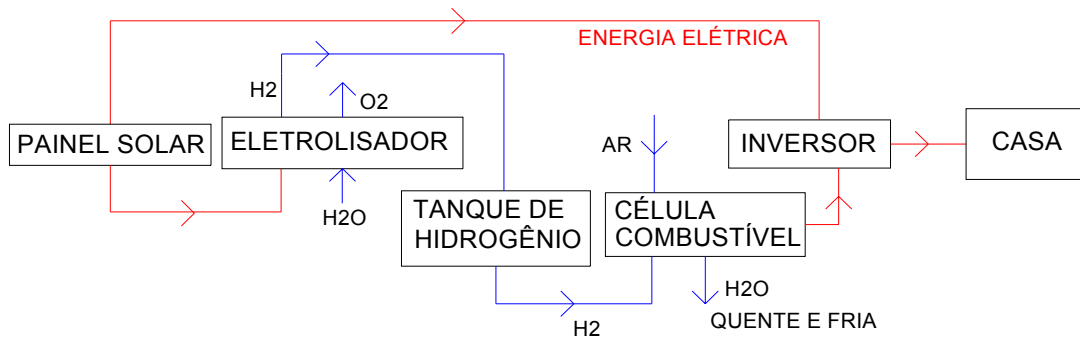 ENERGIA ELÉTRICA
H2
O2
PAINEL SOLAR
ELETROLISADOR
AR
INVERSOR
CASA
H2O
TANQUE DE
HIDROGÊNIO
CÉLULA
COMBUSTÍVEL
H2O
QUENTE E FRIA
H2